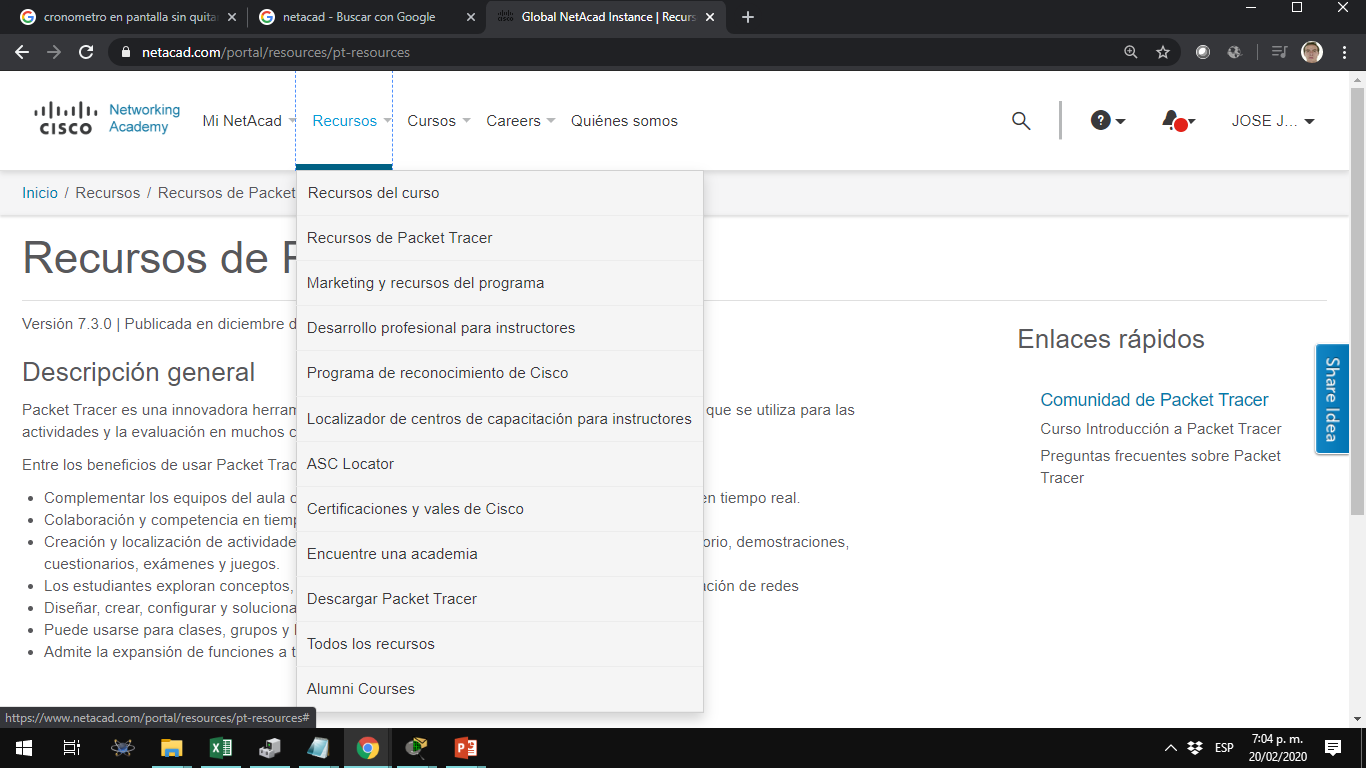 cronometro en pantalla sin quita
netacad - Buscar con Google
Global NetAcad Instance | Recurs
netacad.com/portal/resources/pt-resources
CISCO
Networking
Academy
Mi NetAcad
Recursos
Cursos
Careers
Quiénes somos
?
JOSE J...
Inicio / Recursos / Recursos de Packet
Recursos del curso
Recursos de Packet Tracer
Marketing y recursos del programa
Desarrollo profesional para instructores
Programa de reconocimiento de Cisco
Localizador de centros de capacitación para instructores
ASC Locator
Certificaciones y vales de Cisco
Encuentre una academia
Descargar Packet Tracer
Todos los recursos
Alumni Courses
Recursos de P
Versión 7.3.0 | Publicada en diciembre d
Descripción general
Packet Tracer es una innovadora herram que se utiliza para las
actividades y la evaluación en muchos c
Entre los beneficios de usar Packet Trac
Complementar los equipos del aula c en tiempo real.
Colaboración y competencia en tiemp
Creación y localización de actividade orio, demostraciones,
cuestionarios, exámenes y juegos.
Los estudiantes exploran conceptos, ación de redes
Diseñar, crear, configurar y soluciona
Puede usarse para clases, grupos y l
Admite la expansión de funciones a t
Enlaces rápidos
Comunidad de Packet Tracer
Curso Introducción a Packet Tracer
Preguntas frecuentes sobre Packet
Tracer
Share Idea
https://www.netacad.com/portal/resources/pt-resources#
ESP
7:04 p. m.
20/02/2020